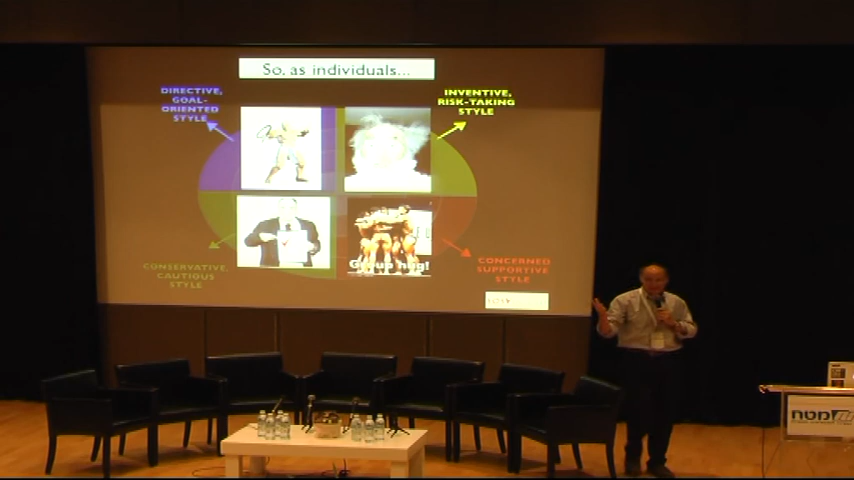 So, as individuals...
DIRECTIVE,
GOAL-
ORIENTED
STYLE
INVENTIVE,
RISK-TAKING
STYLE
Group hug!
CONSERVATIVE,
CAUTIOUS
STYLE
CONCERNED
SUPPORTIVE
STYLE
מטח